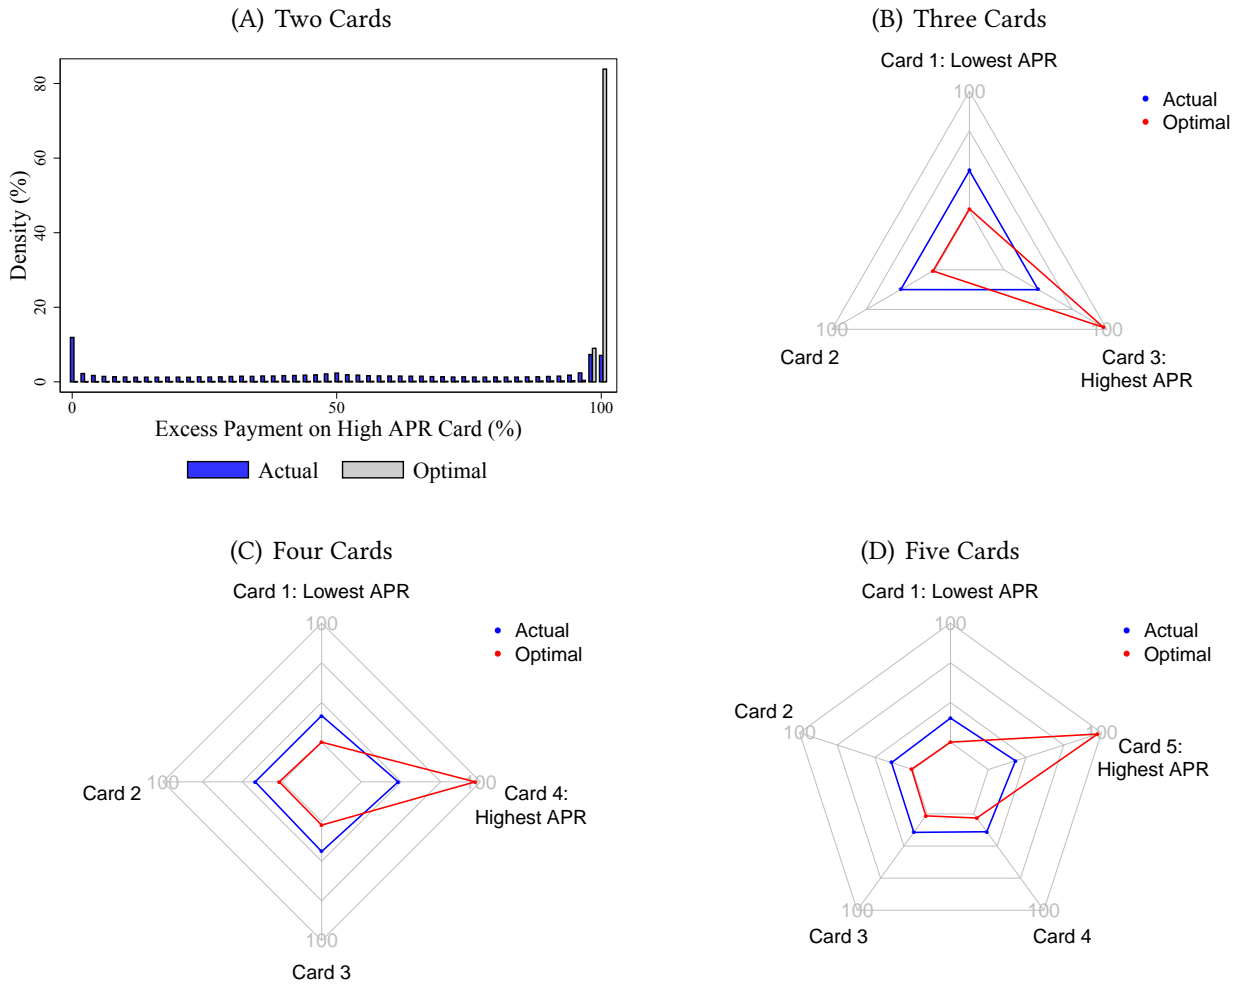 (A) Two Cards
Density (%)
80
60
40
20
0
0
50
100
Excess Payment on High APR Card (%)
Actual
Optimal
(B) Three Cards
Card 1: Lowest APR
100
Actual
Optimal
100
100
Card 2
Card 3:
Highest APR
(C) Four Cards
Card 1: Lowest APR
100
Actual
Optimal
Card 2
100
100
Card 4:
Highest APR
100
Card 3
(D) Five Cards
Card 1: Lowest APR
100
Actual
Optimal
Card 2
100
100
Card 5:
Highest APR
100
100
Card 3
Card 4